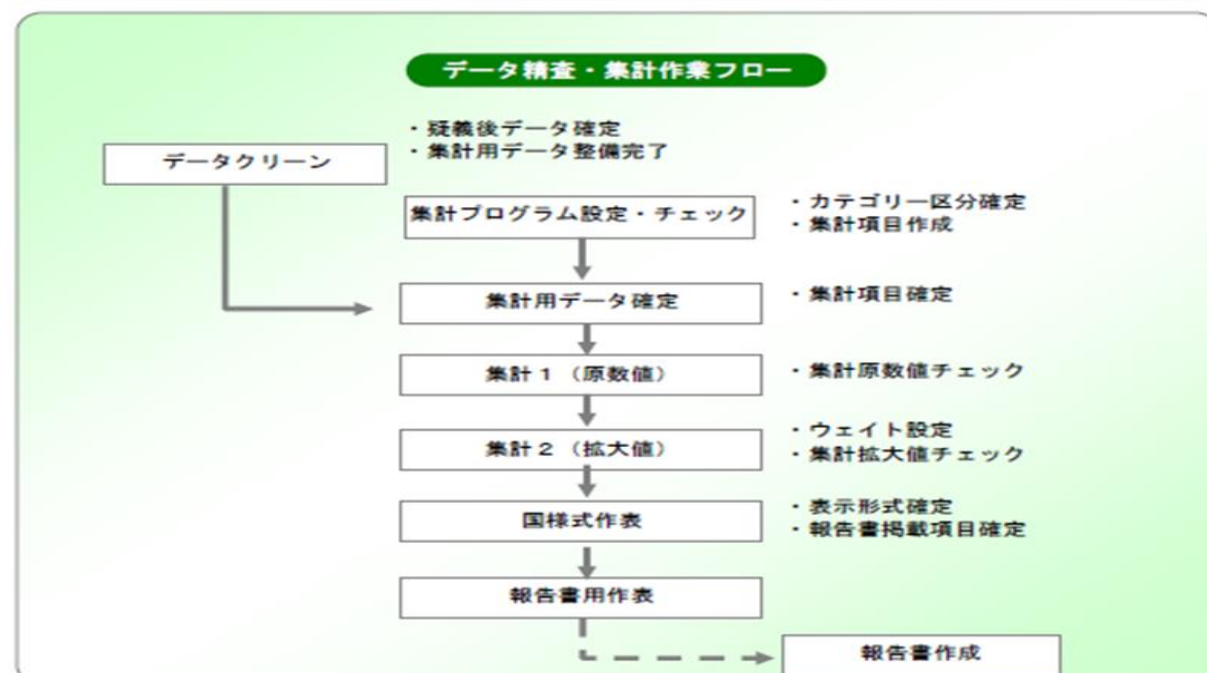 データ精査・集計作業フロー
・疑義後データ確定
・集計用データ整備完了
データクリーン
集計プログラム設定・チェック
・カテゴリー区分確定
・集計項目作成
集計用データ確定
・集計項目確定
集計１（原数値）
・集計原数値チェック
集計２（拡大値）
・ウェイト設定
・集計拡大値チェック
国様式作表
・表示形式確定
・報告書掲載項目確定
報告書用作表
報告書作成